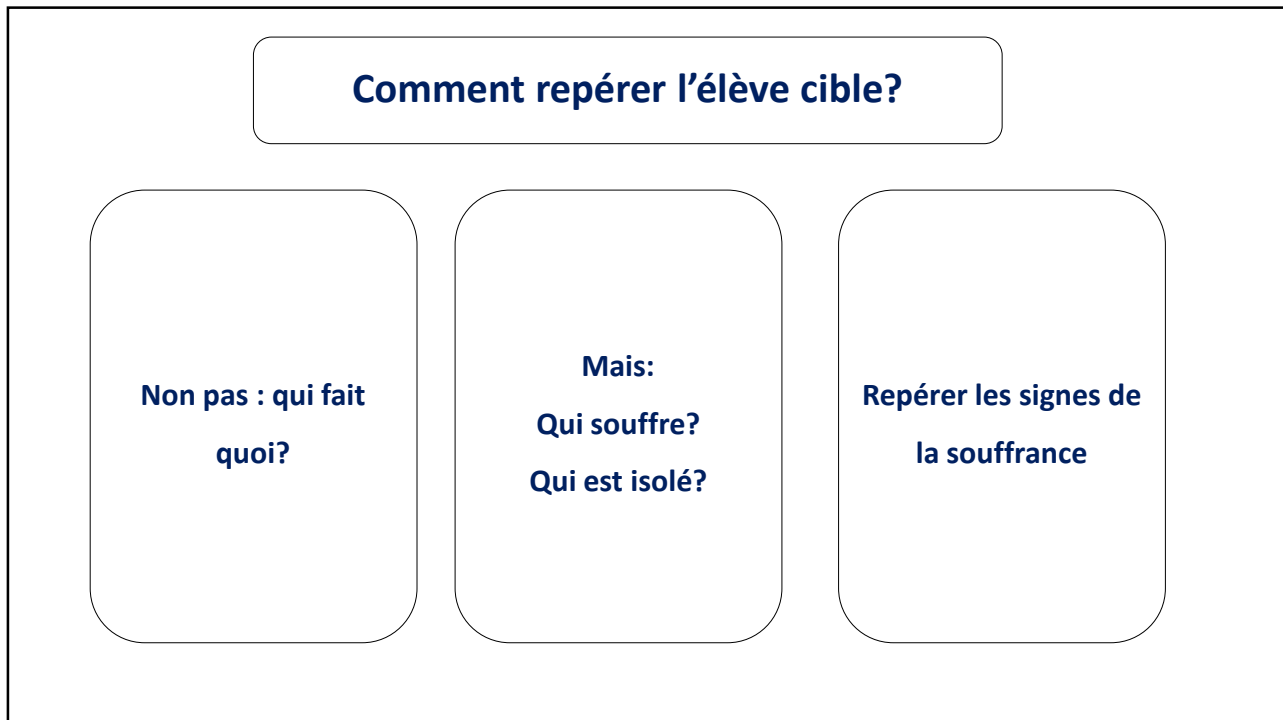 Comment repérer l’élève cible?
Non pas : qui fait
quoi?
Mais:
Qui souffre?
Qui est isolé?
Repérer les signes de
la souffrance